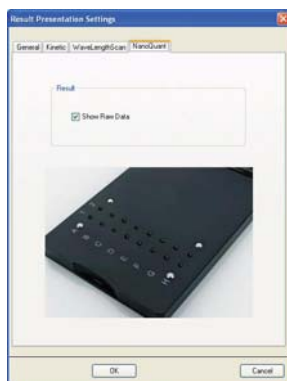 Result Presentation Settings
General Kinetic WaveLengthScan NanoQuant
Result
Show Raw Data
A B C D E F G H
OK Cancel